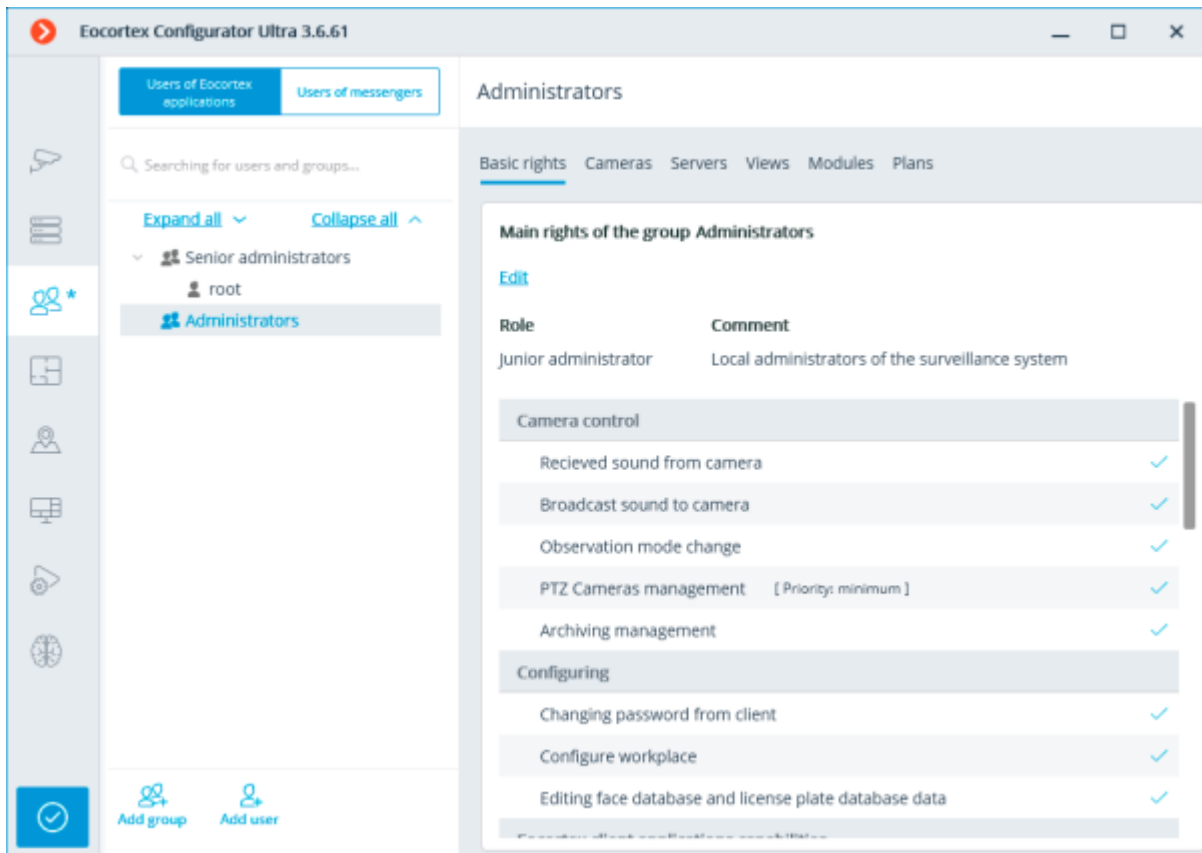 Eocortex Configurator Ultra 3.6.61
Users of Eocortex
applications
Users of messengers
Searching for users and groups...
Expand all
Collapse all
Senior administrators
root
Administrators
Add group
Add user
Administrators
Basic rights Cameras Servers Views Modules Plans
Main rights of the group Administrators
Edit
Role Comment
Junior administrator Local administrators of the surveillance system
Camera control
Recieved sound from camera
Broadcast sound to camera
Observation mode change
PTZ Cameras management [ Priority: minimum ]
Archiving management
Configuring
Changing password from client
Configure workplace
Editing face database and license plate database data
Eocortex client applications capabilities